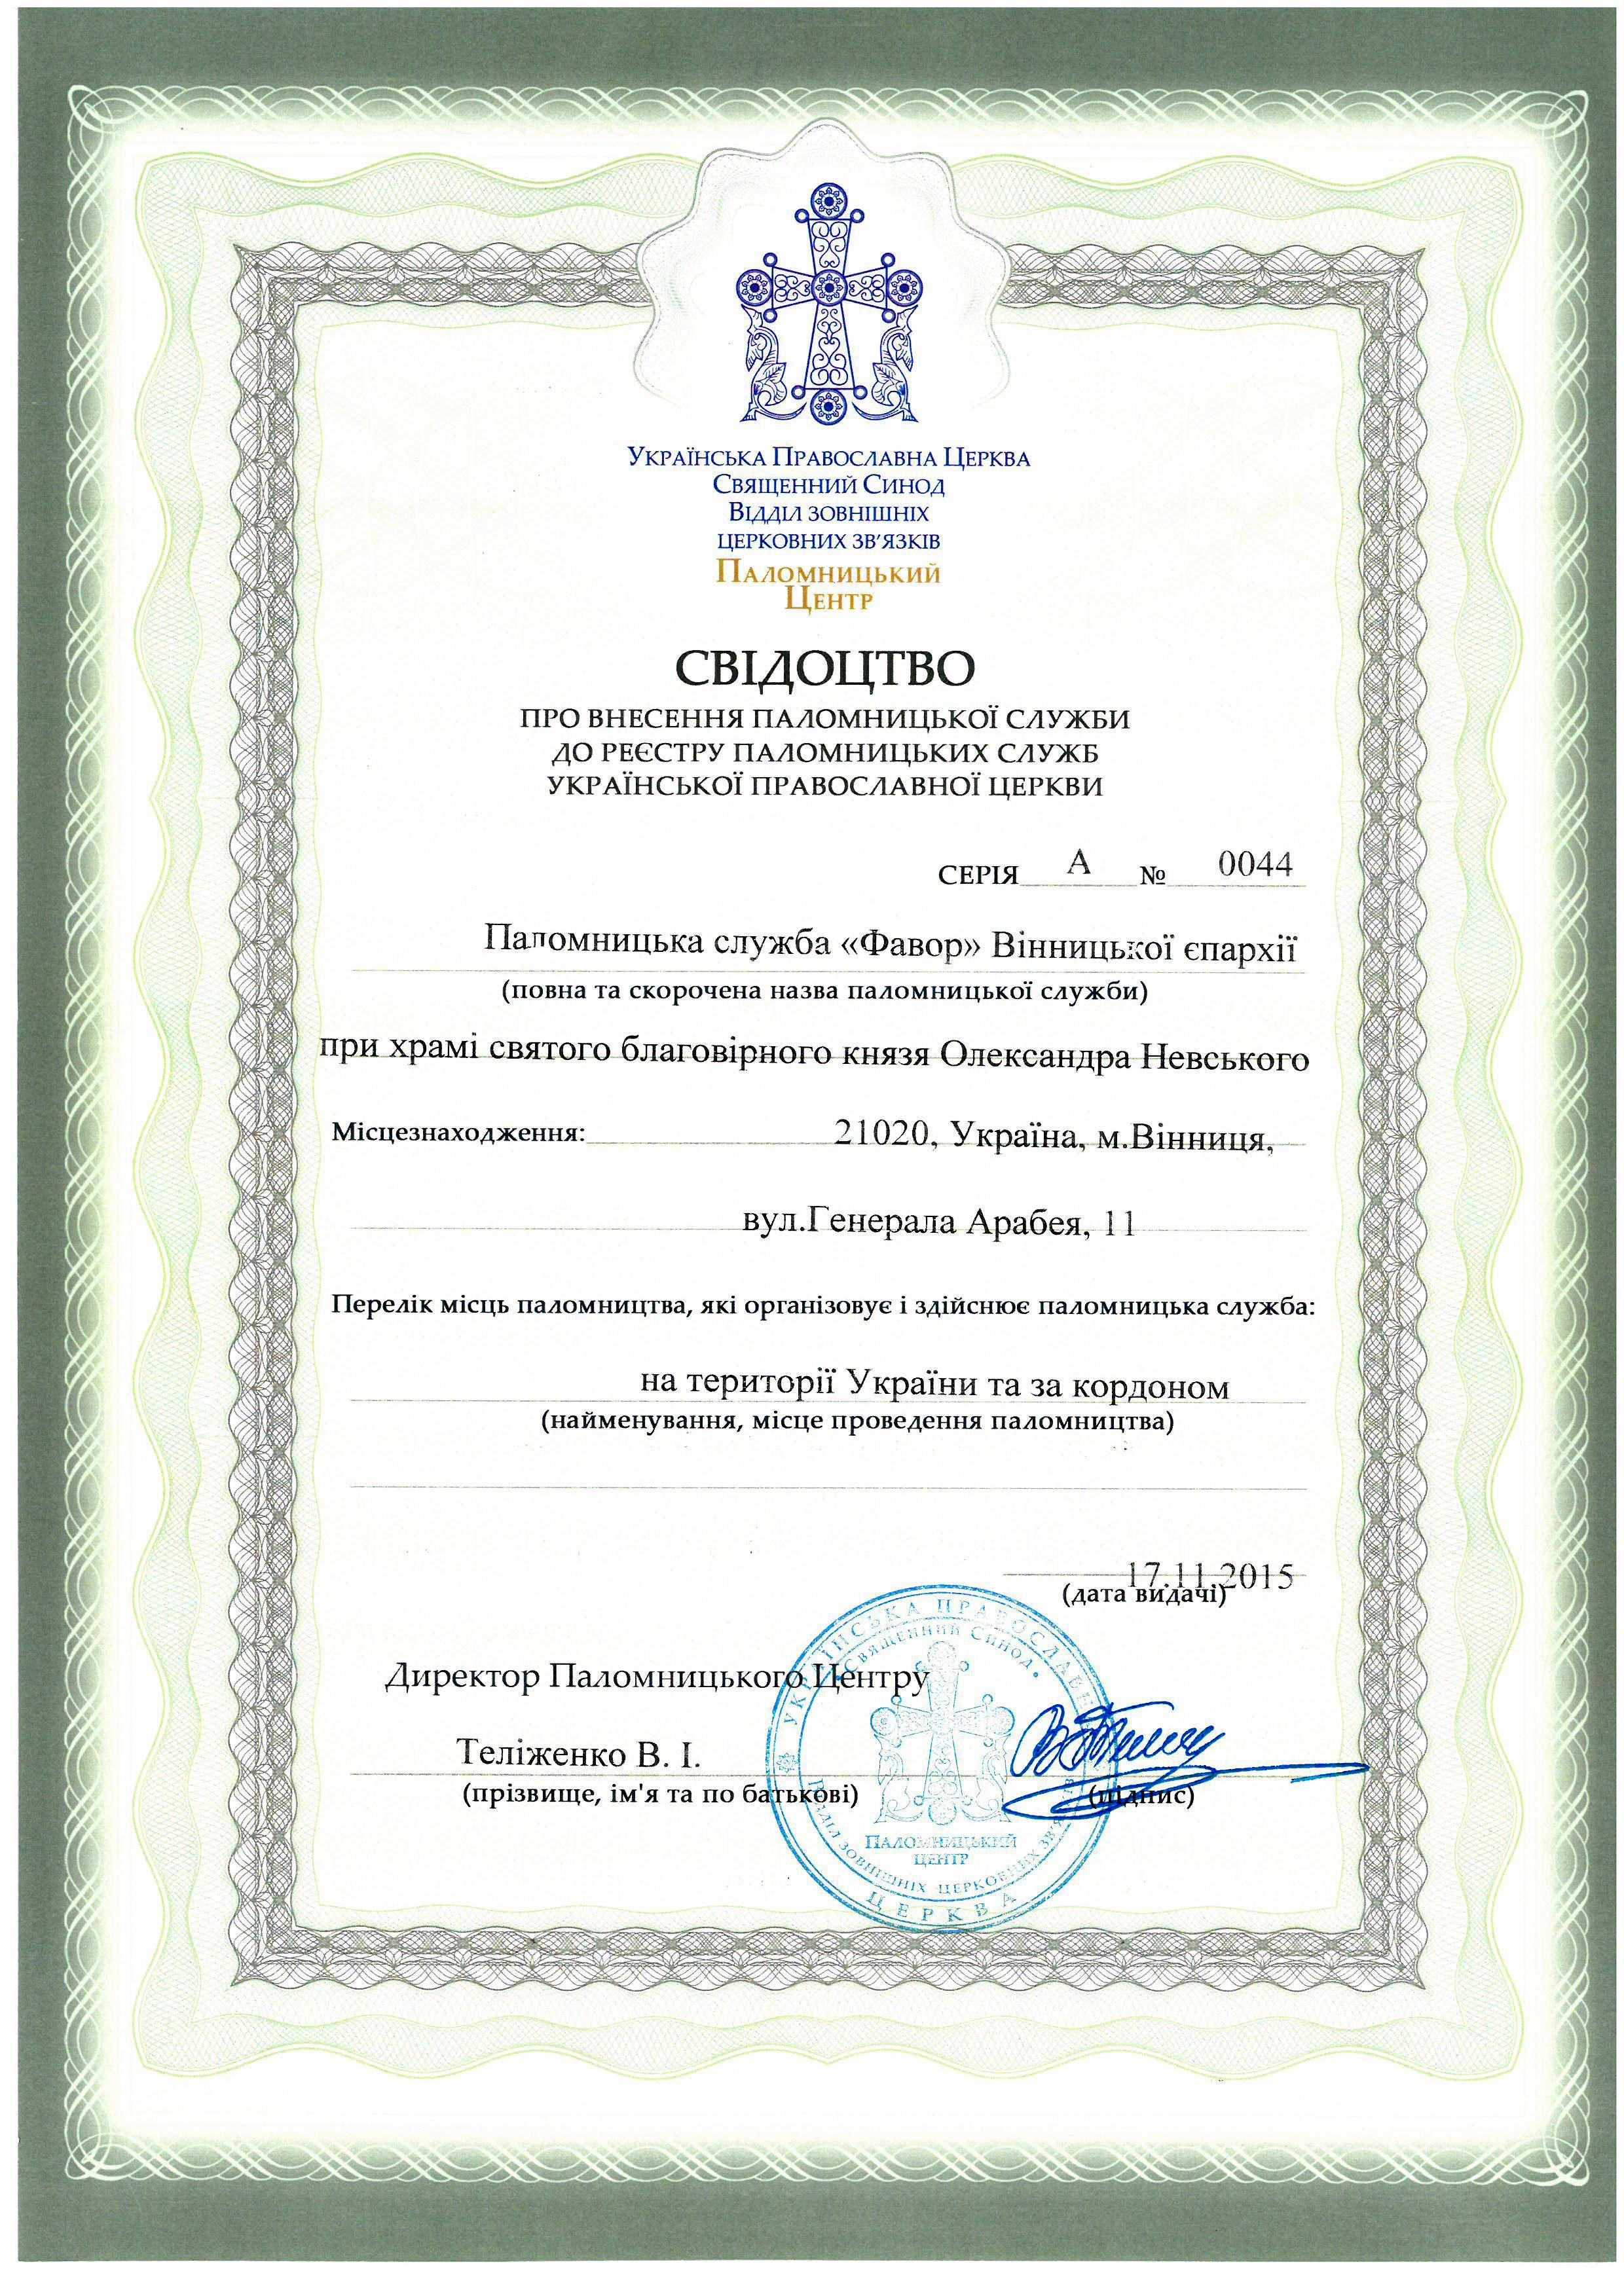 Українська Православна Церква
Священний Синод
Відділ зовнішніх
церковних зв’язків
Паломницький
Центр
СВІДОЦТВО
ПРО ВНЕСЕННЯ ПАЛОМНИЦЬКОЇ СЛУЖБИ
ДО РЕЄСТРУ ПАЛОМНИЦЬКИХ СЛУЖБ
УКРАЇНСЬКОЇ ПРАВОСЛАВНОЇ ЦЕРКВИ
СЕРІЯ А № 0044
Паломницька служба «Фавор» Вінницької єпархії
(повна та скорочена назва паломницької служби)
при храмі святого благовірного князя Олександра Невського
Місцезнаходження: 21020, Україна, м.Вінниця,
вул.Генерала Арабея, 11
Перелік місць паломництва, які організовує і здійснює паломницька служба:
на території України та за кордоном
(найменування, місце проведення паломництва)
17.11.2015
(дата видачі)
Директор Паломницького Центру
Теліженко В. І.
(прізвище, ім'я та по батькові) (підпис)
УКРАЇНСЬКА ПРАВОСЛАВНА ЦЕРКВА
Священний Синод
Відділ зовнішніх церковних зв'язків
Паломницький
центр